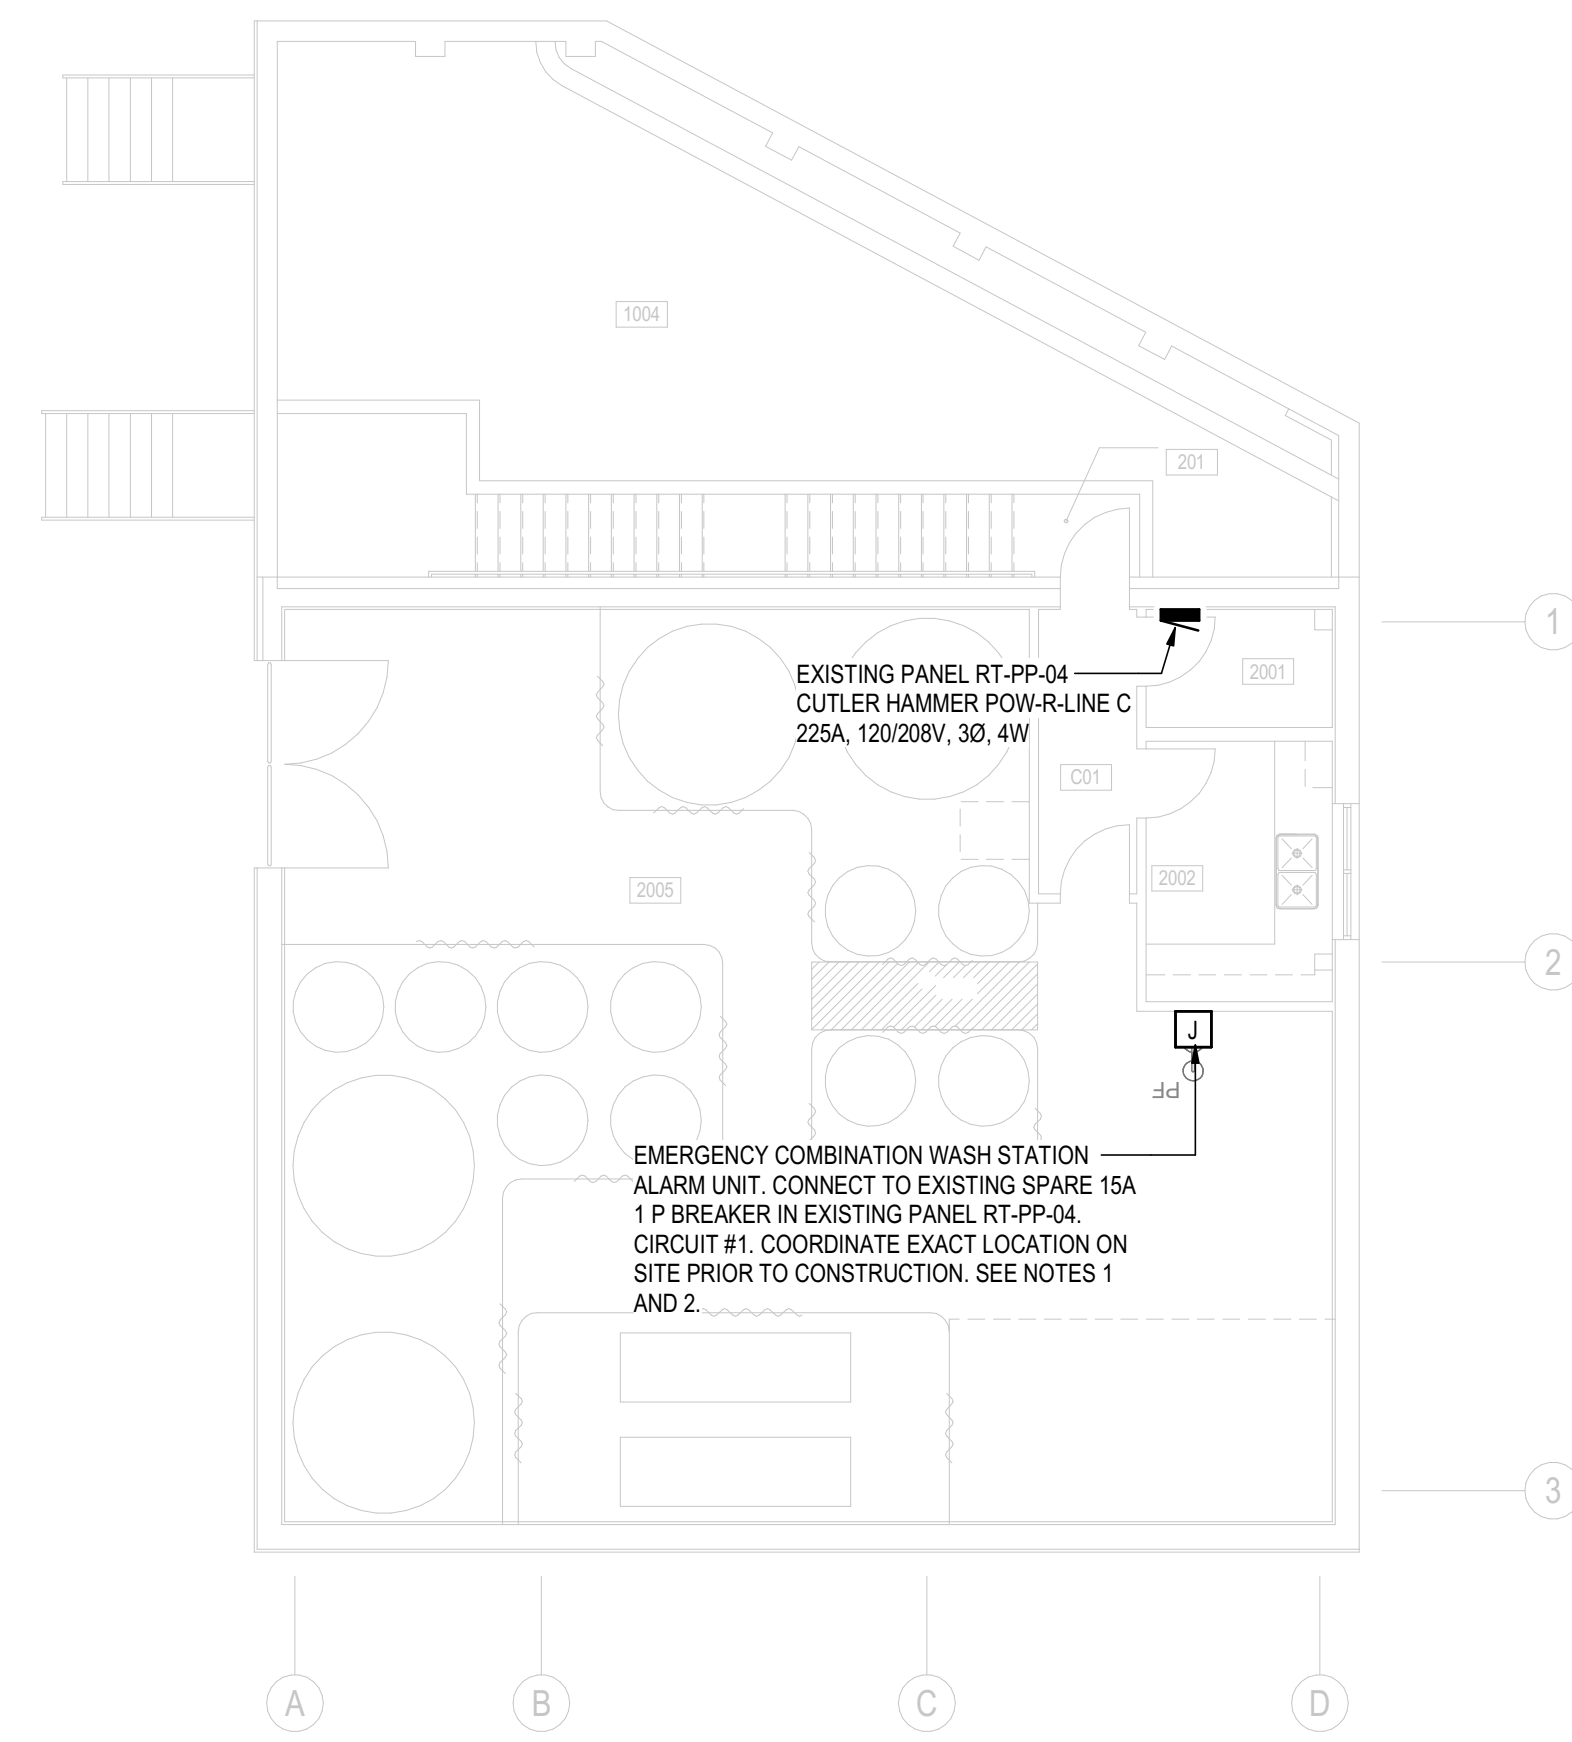 1004
201
1
EXISTING PANEL RT-PP-04
CUTLER HAMMER POW-R-LINE C
225A, 120/208V, 3Ø, 4W
2001
C01
2005
2002
2
J
PF
EMERGENCY COMBINATION WASH STATION
ALARM UNIT. CONNECT TO EXISTING SPARE 15A
1 P BREAKER IN EXISTING PANEL RT-PP-04.
CIRCUIT #1. COORDINATE EXACT LOCATION ON
SITE PRIOR TO CONSTRUCTION. SEE NOTES 1
AND 2.
3
A
B
C
D